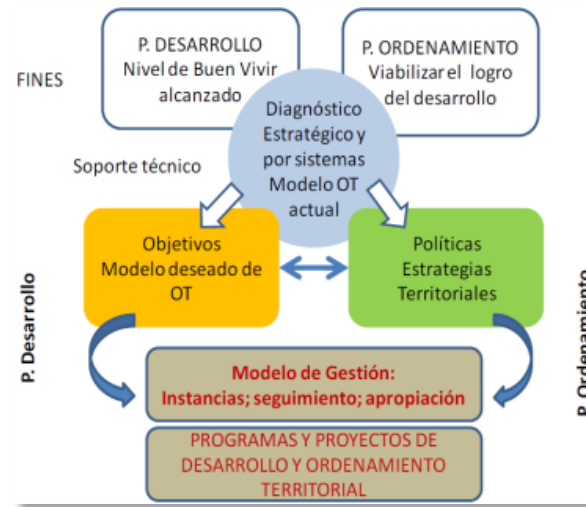 P. DESARROLLO
Nivel de Buen Vivir
alcanzado
P. ORDENAMIENTO
Viabilizar el logro
del desarrollo
FINES
Diagnóstico
Estratégico y
por sistemas
Modelo OT
actual
Soporte técnico
Objetivos
Modelo deseado de
OT
Políticas
Estrategias
Territoriales
P. Desarrollo
P. Ordenamiento
Modelo de Gestión:
Instancias; seguimiento; apropiación
PROGRAMAS Y PROYECTOS DE
DESARROLLO Y ORDENAMIENTO
TERRITORIAL